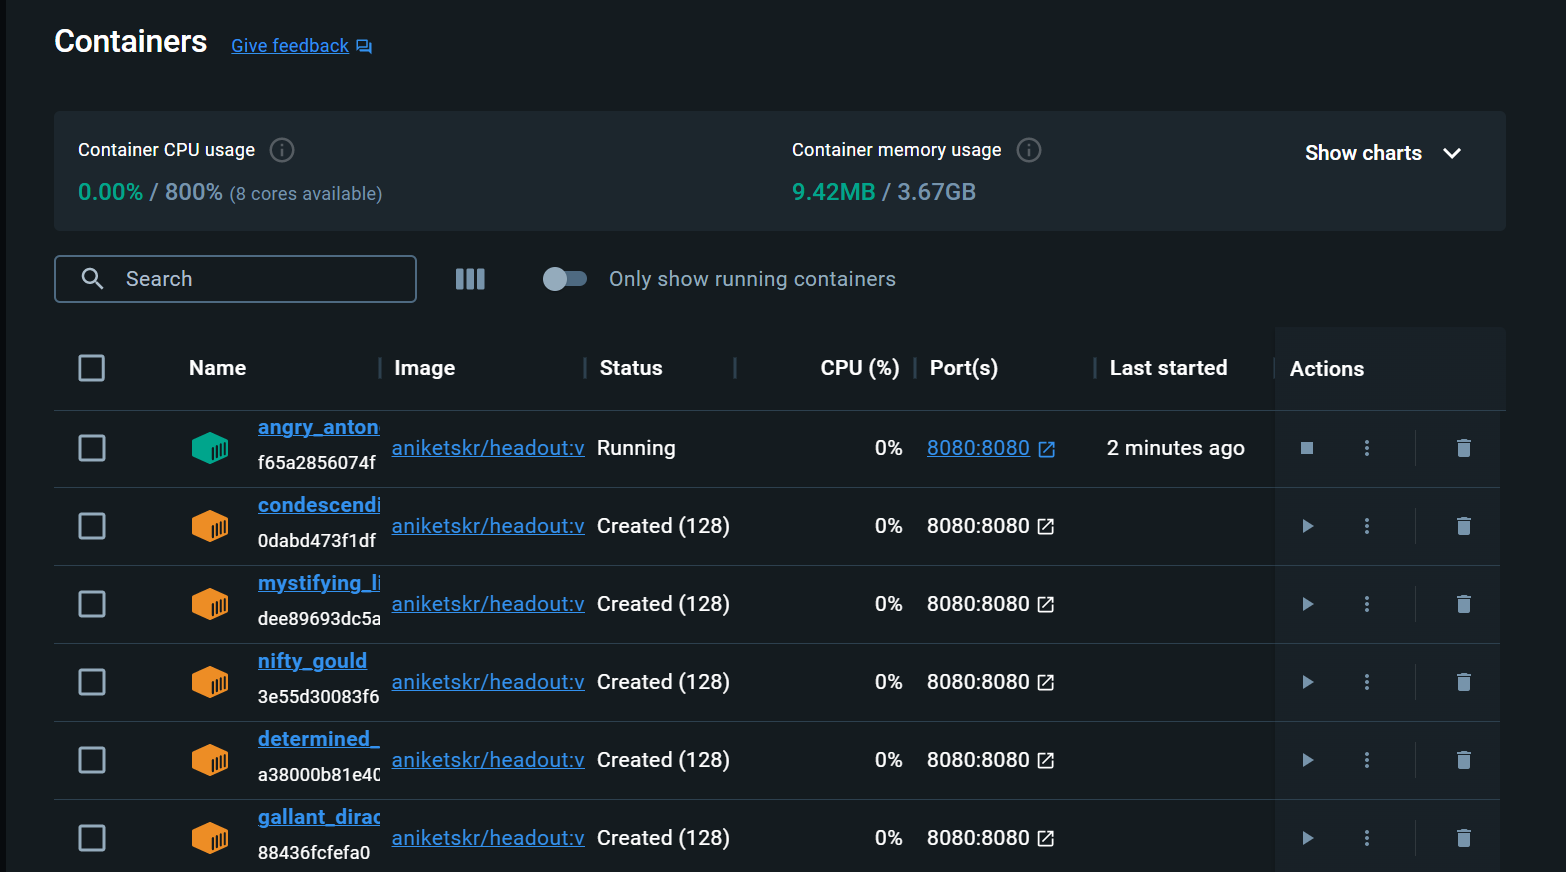 Containers Give feedback
Container CPU usage
0.00% / 800% (8 cores available)
Container memory usage
9.42MB / 3.67GB
Show charts
Search
Only show running containers
Name Image Status CPU (%) Port(s) Last started Actions
angry_anton
f65a2856074f
aniketskr/headout:v Running 0% 8080:8080 2 minutes ago
condescendi
0dabd473f1df
aniketskr/headout:v Created (128) 0% 8080:8080
mystifying_li
dee89693dc5a
aniketskr/headout:v Created (128) 0% 8080:8080
nifty_gould
3e55d30083f6
aniketskr/headout:v Created (128) 0% 8080:8080
determined_
a38000b81e40
aniketskr/headout:v Created (128) 0% 8080:8080
gallant_dirac
88436fcfefa0
aniketskr/headout:v Created (128) 0% 8080:8080